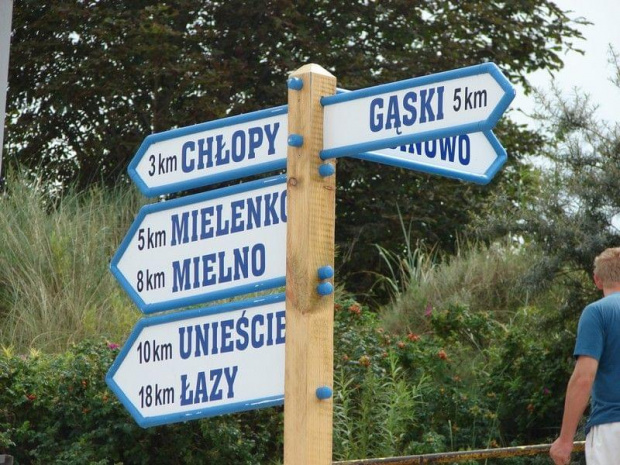 3 km CHŁOPY
5 km MIELENKO
8 km MIELNO
10 km UNIEŚCIE
18 km ŁAZY
GĄSKI 5 km